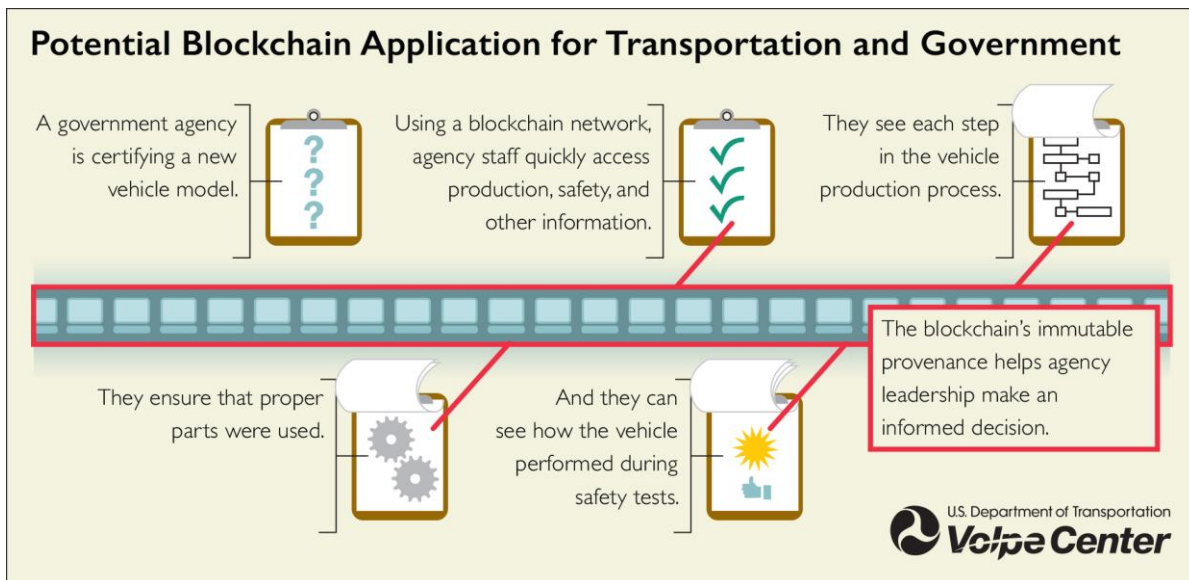 Potential Blockchain Application for Transportation and Government
A government agency
is certifying a new
vehicle model.
?
?
?
Using a blockchain network,
agency staff quickly access
production, safety, and
other information.
They see each step
in the vehicle
production process.
They ensure that proper
parts were used.
And they can
see how the vehicle
performed during
safety tests.
The blockchain’s immutable
provenance helps agency
leadership make an
informed decision.
U.S. Department of Transportation
Volpe Center